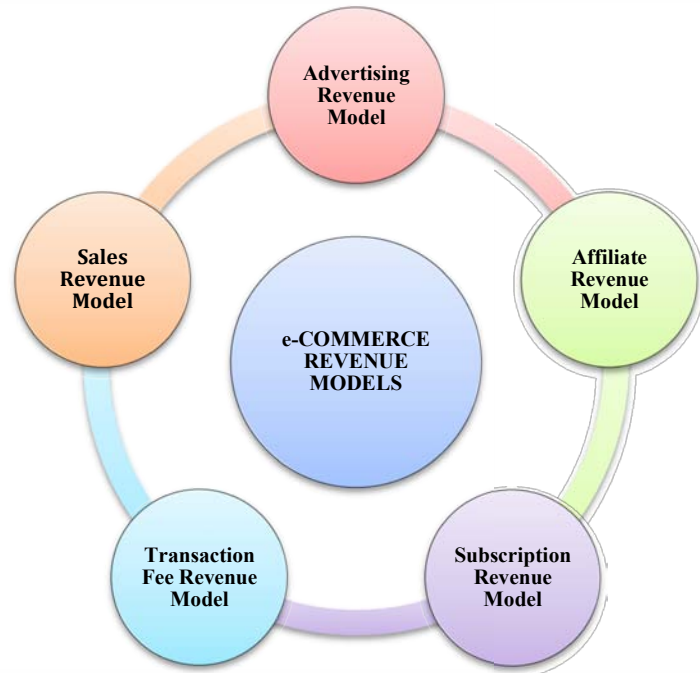 Advertising
Revenue
Model
Sales
Revenue
Model
Affiliate
Revenue
Model
e-COMMERCE
REVENUE
MODELS
Transaction
Fee Revenue
Model
Subscription
Revenue
Model